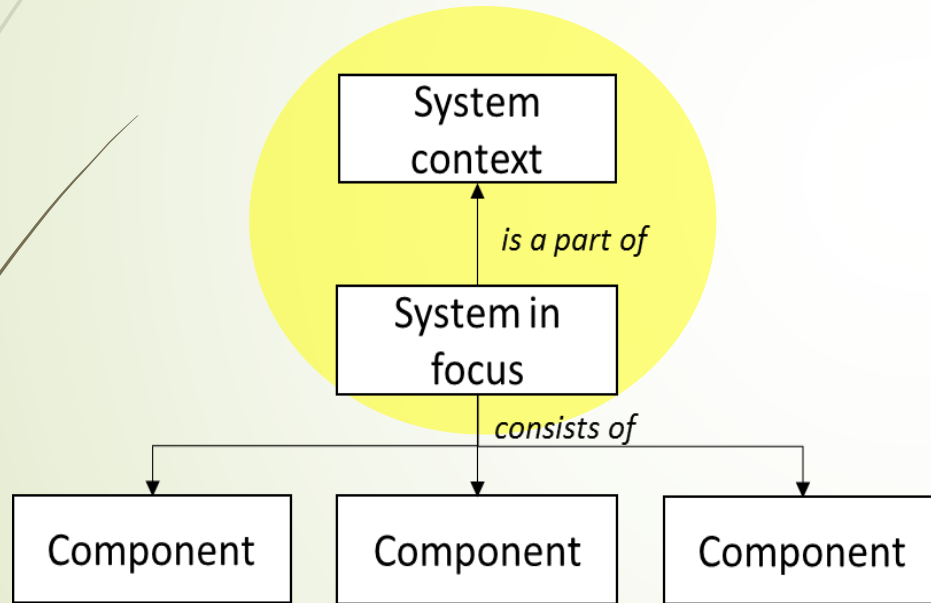 System
context
is a part of
System in
focus
consists of
Component
Component
Component